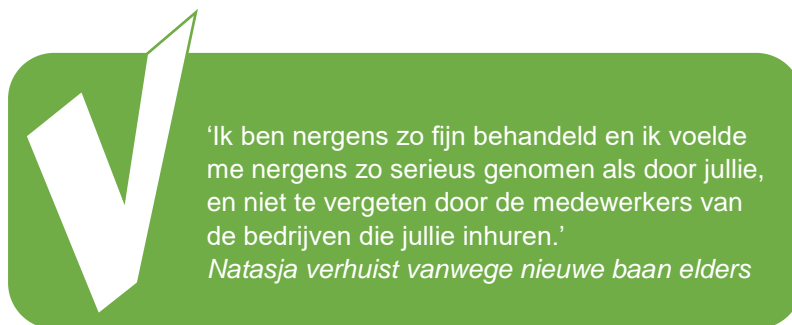 ‘Ik ben nergens zo fijn behandeld en ik voelde
me nergens zo serieus genomen als door jullie,
en niet te vergeten door de medewerkers van
de bedrijven die jullie inhuren.’
Natasja verhuist vanwege nieuwe baan elders